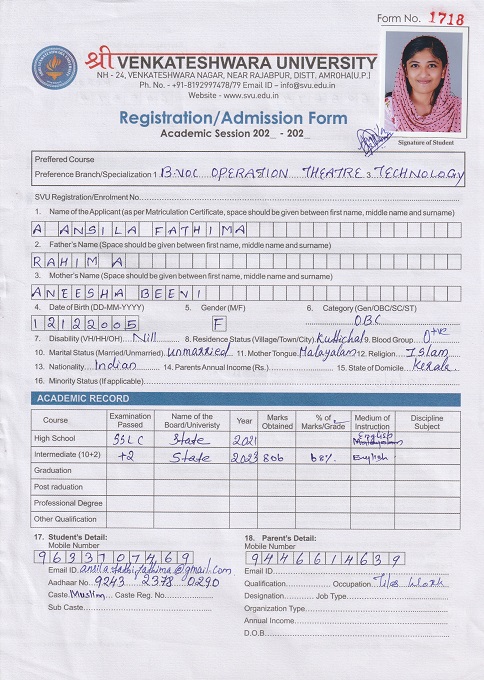 Form No. 1718
श्री VENKATESHWARA UNIVERSITY
NH - 24, VENKATESHWARA NAGAR, NEAR RAJABPUR, DISTT. AMROHA(U.P.)
Ph. No. - +91-8192997478/79 Email ID – info@svu.edu.in
Website - www.svu.edu.in
Registration/Admission Form
Academic Session 202_ - 202_
Signature of Student
Preffered Course
Preference Branch/Specialization 1 B.VOC OPERATION THEATRE 3. TECHNOLOGY
SVU Registration/Enrolment No.
1. Name of the Applicant (as per Matriculation Certificate, space should be given between first name, middle name and surname)
A ANSILA FATHIMA
2. Father's Name (Space should be given between first name, middle name and surname)
RAHIM A
3. Mother's Name (Space should be given between first name, middle name and surname)
ANEESHA BEEVI
4. Date of Birth (DD-MM-YYYY) 5. Gender (M/F) 6. Category (Gen/OBC/SC/ST)
12122005 F OBC
7. Disability (VH/HH/OH) Nill 8. Residence Status (Village/Town/City) Kuttichal 9. Blood Group O+ve
10. Marital Status (Married/Unmarried) unmarried 11. Mother Tongue Malayalam 12. Religion Islam
13. Nationality Indian 14. Parents Annual Income (Rs.) 15. State of Domicile Kerala
16. Minority Status (If applicable)
ACADEMIC RECORD
Course Examination Passed Name of the Board/Univeristy Year Marks Obtained % of Marks/Grade Medium of Instruction Discipline Subject
High School SSLC State 2021 English
Intermediate (10+2) +2 State 2023 806 68% English
Graduation
Post raduation
Professional Degree
Other Qualification
17. Student's Detail: 18. Parent's Detail:
Mobile Number Mobile Number
9633707469 9446614639
Email ID. Email ID
Aadhar No. 9243 2378 0290 Qualification Occupation Tiles Work
Caste Muslim Caste Reg. No. Designation Job Type
Sub Caste Organization Type
Annual Income
D.O.B.